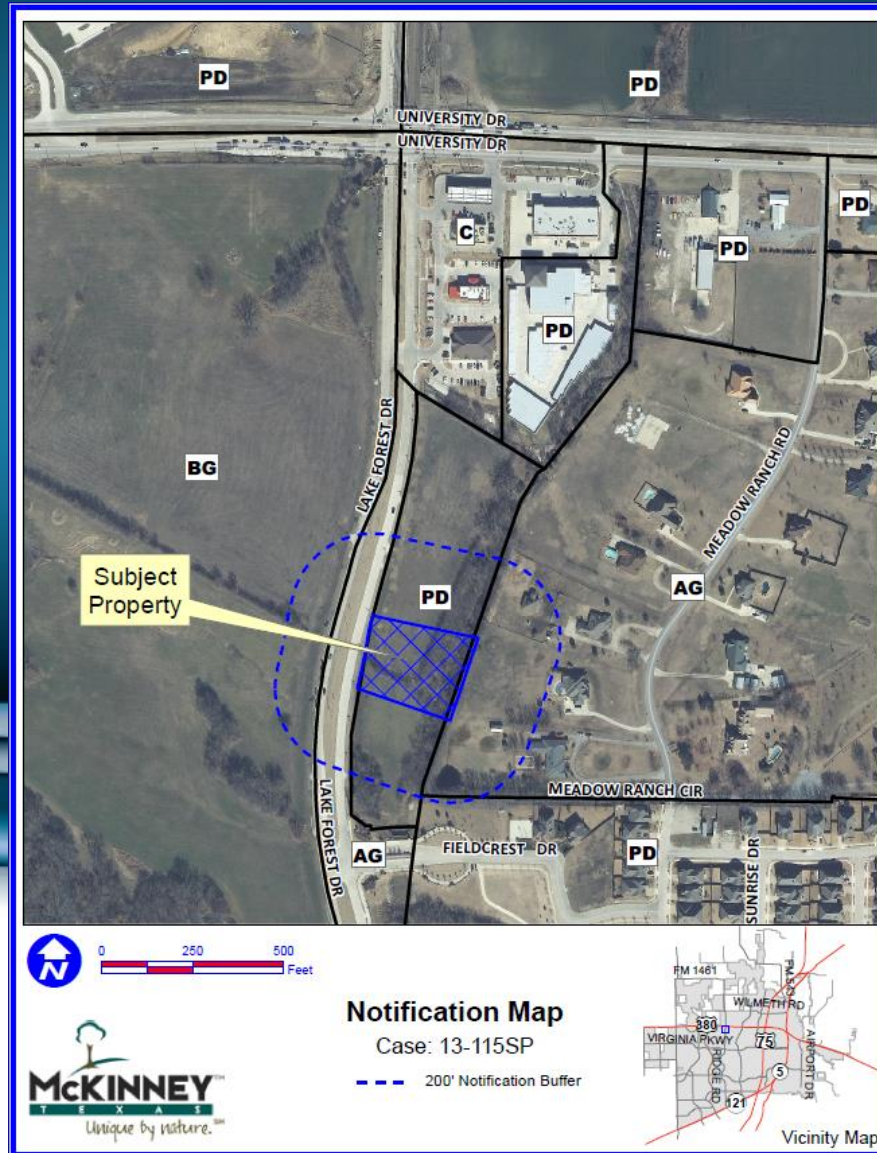 PD
PD
UNIVERSITY DR
UNIVERSITY DR
C
PD
PD
PD
LAKE FOREST DR
BG
MEADOW RANCH RD
Subject
Property
PD
AG
LAKE FOREST DR
MEADOW RANCH CIR
AG
FIELDCREST DR
PD
SUNRISE DR
N
0 250 500
Feet
Notification Map
Case: 13-115SP
200' Notification Buffer
McKINNEY
TEXAS
Unique by nature.
FM 1461
WILMETH RD
380
VIRGINIA PKWY
75
RIDGE RD
AIRPORT DR
5
121
Vicinity Map